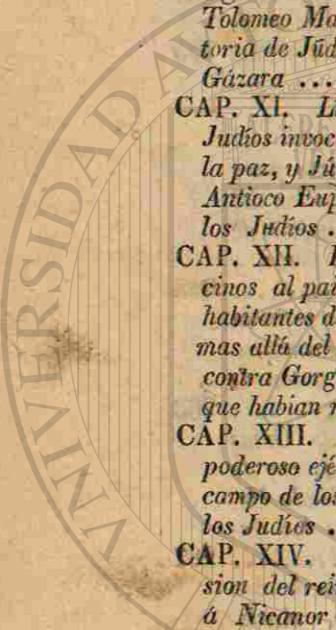 Tolomeo Ma
toria de Júd
Gázara ...
CAP. XI. L
Judíos invoc
la paz, y Jú
Antioco Eup
los Judíos .
CAP. XII.
cinos al paí
habitantes d
mas allá del
contra Gorg
que habian
CAP. XIII.
poderoso ejé
campo de los
los Judíos .
CAP. XIV.
sion del rei
á Nicanor
UNIVERSIDAD AU